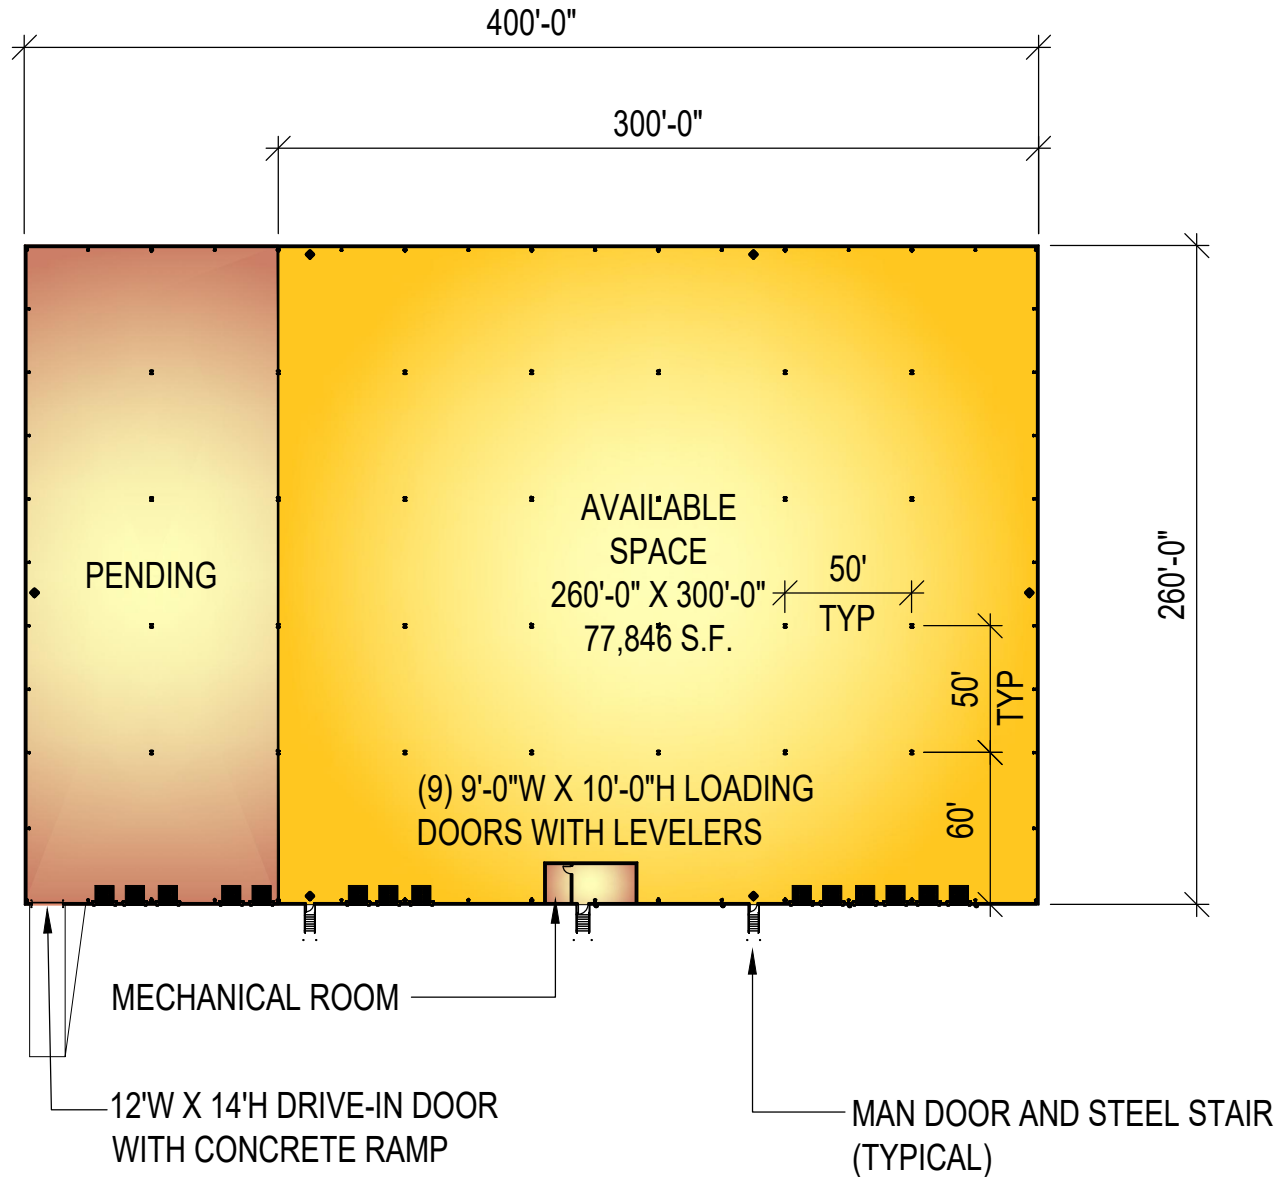 400'-0"
300'-0"
AVAILABLE
SPACE
260'-0" X 300'-0"
77,846 S.F.
PENDING
50'
TYP
50'
TYP
60'
260'-0"
(9) 9'-0"W X 10'-0"H LOADING
DOORS WITH LEVELERS
MECHANICAL ROOM
12'W X 14'H DRIVE-IN DOOR
WITH CONCRETE RAMP
MAN DOOR AND STEEL STAIR
(TYPICAL)